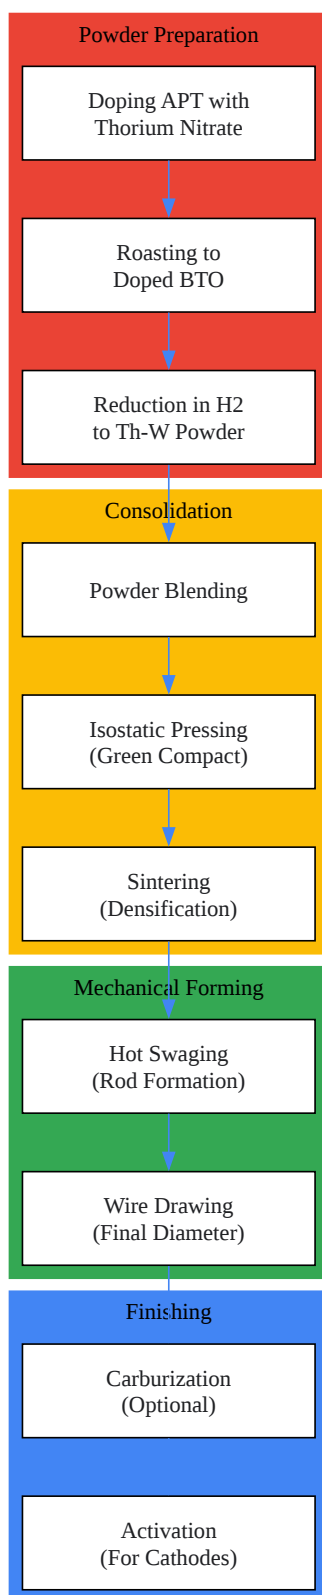 Powder Preparation
Doping APT with
Thorium Nitrate
Roasting to
Doped BTO
Reduction in H2
to Th-W Powder
Consolidation
Powder Blending
Isostatic Pressing
(Green Compact)
Sintering
(Densification)
Mechanical Forming
Hot Swaging
(Rod Formation)
Wire Drawing
(Final Diameter)
Finishing
Carburization
(Optional)
Activation
(For Cathodes)